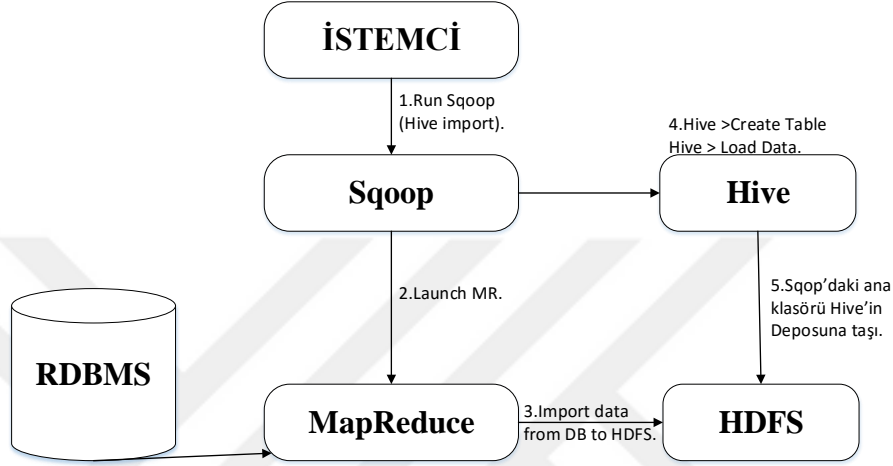 İSTEMCİ
1.Run Sqoop
(Hive import).
4.Hive >Create Table
Hive > Load Data.
Sqoop
Hive
2.Launch MR.
5.Sqop’daki ana
klasörü Hive’in
Deposuna taşı.
RDBMS
MapReduce
3.Import data
from DB to HDFS.
HDFS